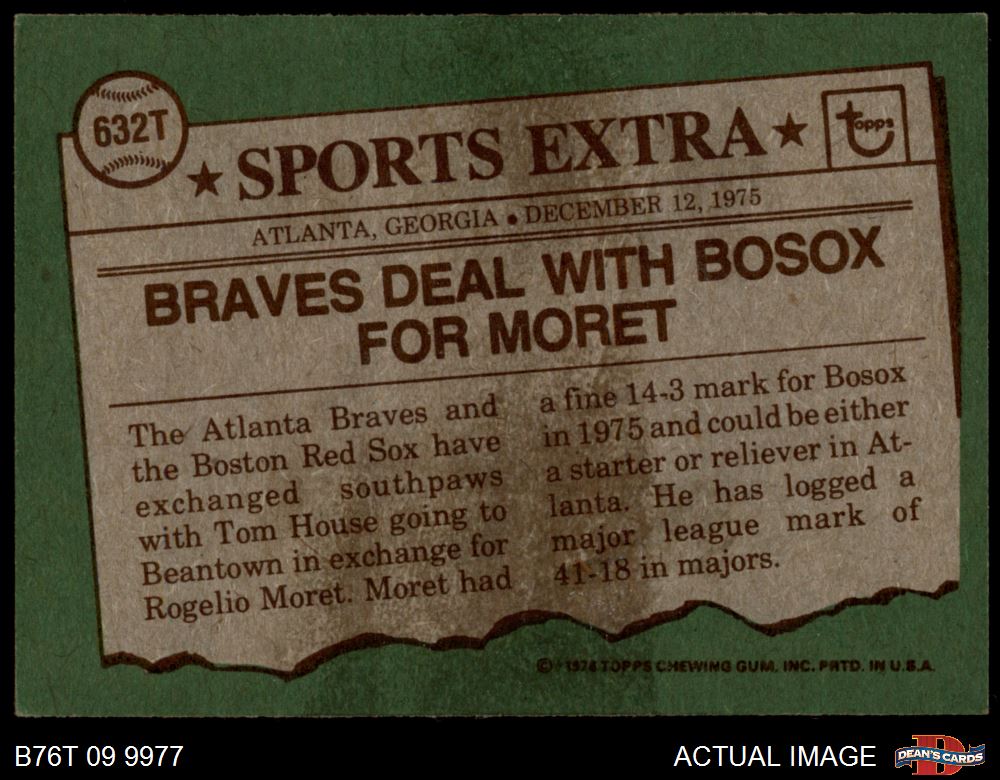 632T
★ SPORTS EXTRA ★
topps
ATLANTA, GEORGIA • DECEMBER 12, 1975
BRAVES DEAL WITH BOSOX
FOR MORET
The Atlanta Braves and
the Boston Red Sox have
exchanged southpaws
with Tom House going to
Beantown in exchange for
Rogelio Moret. Moret had
a fine 14-3 mark for Bosox
in 1975 and could be either
a starter or reliever in At-
lanta. He has logged a
major league mark of
41-18 in majors.
© 1976 TOPPS CHEWING GUM, INC. PRTD. IN U.S.A.
B76T 09 9977
ACTUAL IMAGE
D
DEAN'S CARDS